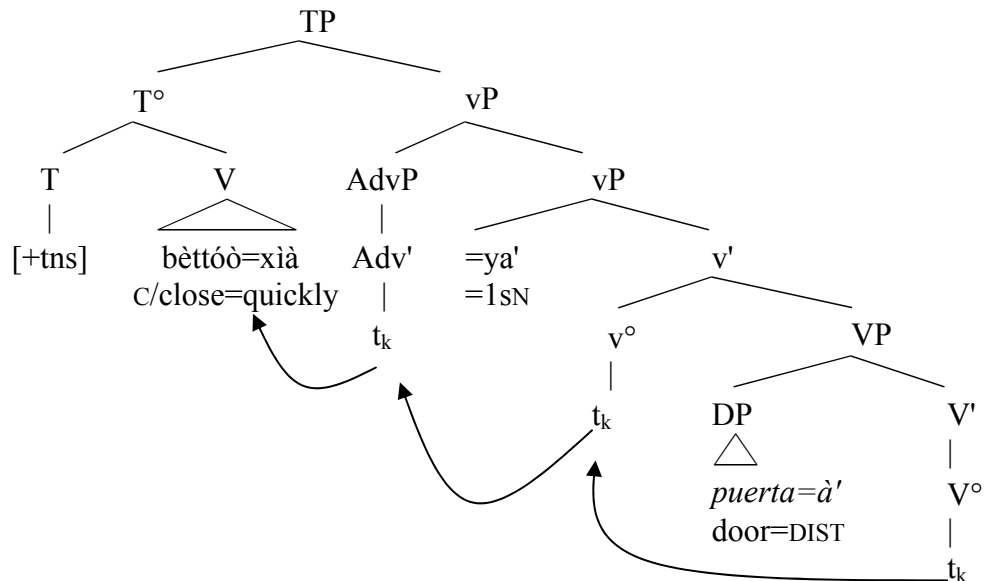 TP
T° vP
T V AdvP vP
[+tns] bèttóò=xìà Adv' =ya' v'
C/close=quickly =1sN
t_k v° VP
t_k DP V'
puerta=à' V°
door=DIST
t_k